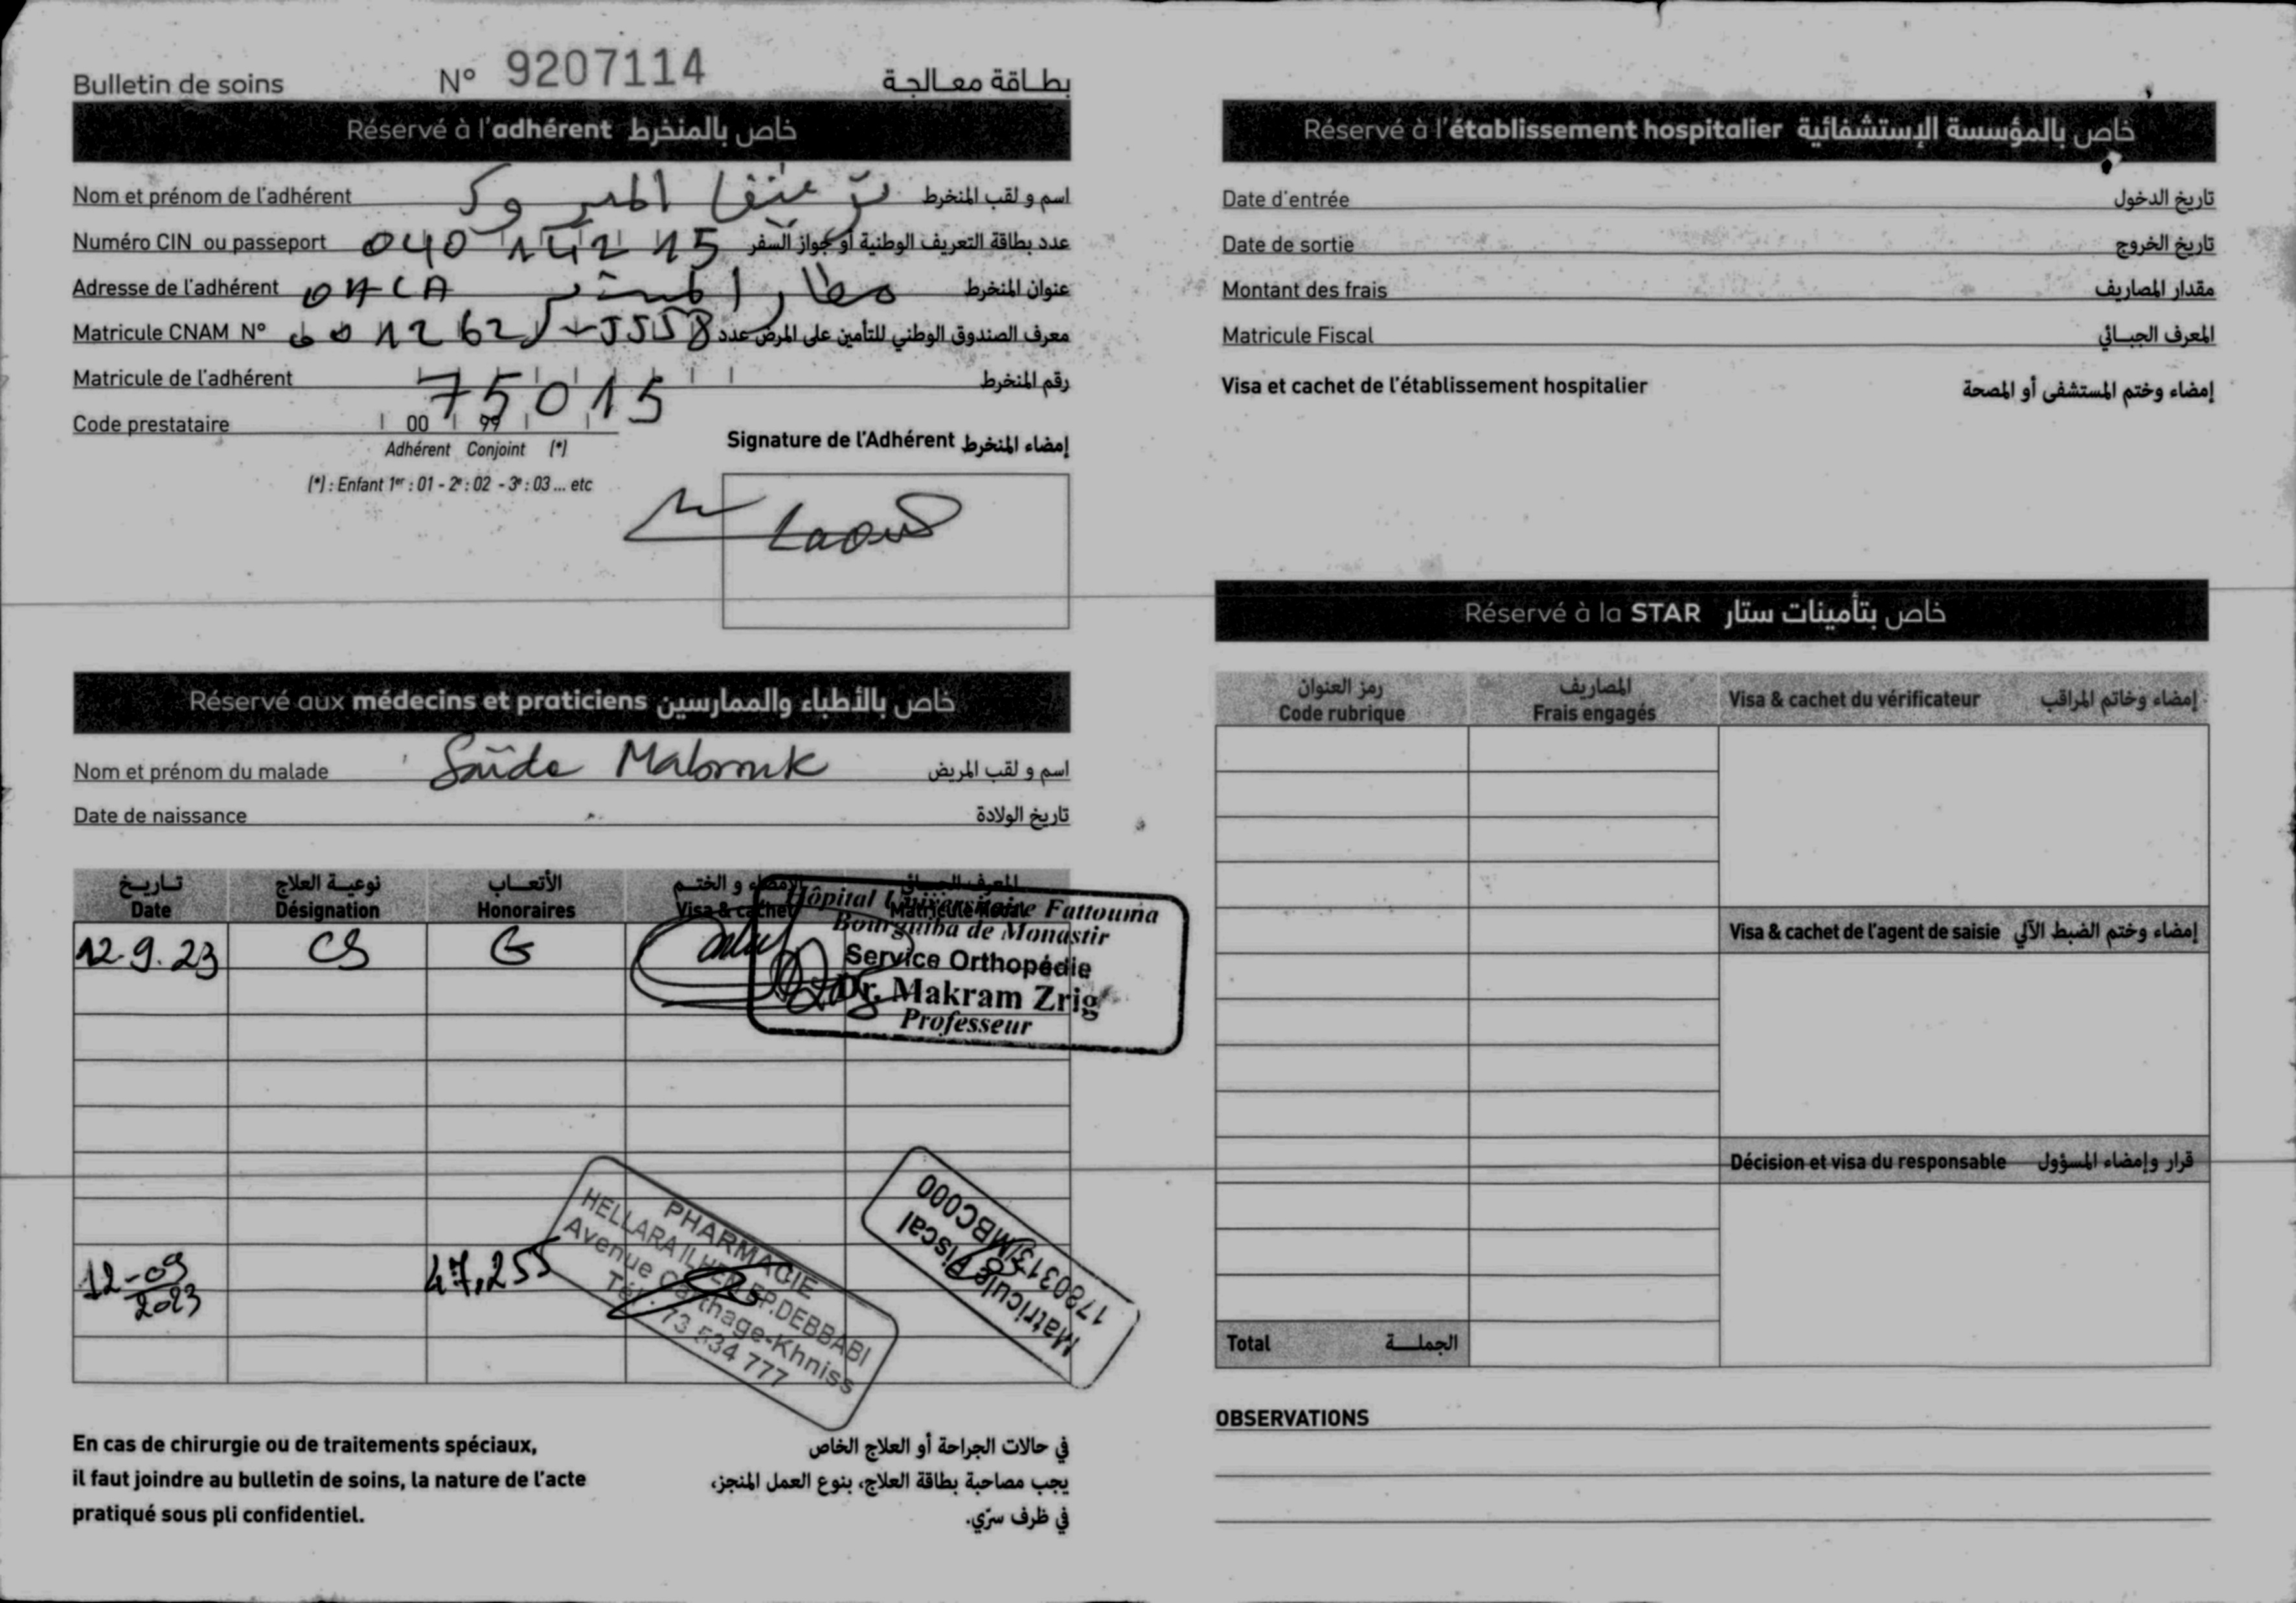 Bulletin de soins N° 9207114 بطاقة معالجة
Réservé à l'adhérent خاص بالمنخرط
Nom et prénom de l'adhérent المبروك اسم و لقب المنخرط
Numéro CIN ou passeport 040 142 15 عدد بطاقة التعريف الوطنية أو جواز السفر
Adresse de l'adhérent OACA مطار المنستير عنوان المنخرط
Matricule CNAM N° معرف الصندوق الوطني للتأمين على المرض عدد
Matricule de l'adhérent 75015 رقم المنخرط
Code prestataire 00 99
Adhérent Conjoint (*)
(*) : Enfant 1er : 01 - 2e : 02 - 3e : 03 ... etc
Signature de l'Adhérent إمضاء المنخرط
Réservé aux médecins et praticiens خاص بالأطباء والممارسين
Nom et prénom du malade Saïda Mabrouk اسم و لقب المريض
Date de naissance تاريخ الولادة
تاريخ نوعية العلاج الأتعاب الإمضاء و الختم المعرف الجبائي
Date Désignation Honoraires Visa & cachet Matricule fiscale
12.9.23 CS G
Hôpital Universitaire Fattouma
Bourguiba de Monastir
Service Orthopédie
Dr. Makram Zrig
Professeur
12-09 2023 47,255
PHARMACIE
HELLARA ILHEM EP.DEBBABI
Avenue Carthage-Khniss
Tél : 73 534 777
Matricule Fiscal
En cas de chirurgie ou de traitements spéciaux,
il faut joindre au bulletin de soins, la nature de l'acte
pratiqué sous pli confidentiel.
في حالات الجراحة أو العلاج الخاص
يجب مصاحبة بطاقة العلاج، بنوع العمل المنجز،
في ظرف سرّي.
Réservé à l'établissement hospitalier خاص بالمؤسسة الإستشفائية
Date d'entrée تاريخ الدخول
Date de sortie تاريخ الخروج
Montant des frais مقدار المصاريف
Matricule Fiscal المعرف الجبائي
Visa et cachet de l'établissement hospitalier إمضاء وختم المستشفى أو المصحة
Réservé à la STAR خاص بتأمينات ستار
رمز العنوان المصاريف
Code rubrique Frais engagés Visa & cachet du vérificateur إمضاء وخاتم المراقب
Visa & cachet de l'agent de saisie إمضاء وختم الضبط الآلي
Décision et visa du responsable قرار وإمضاء المسؤول
Total الجملة
OBSERVATIONS